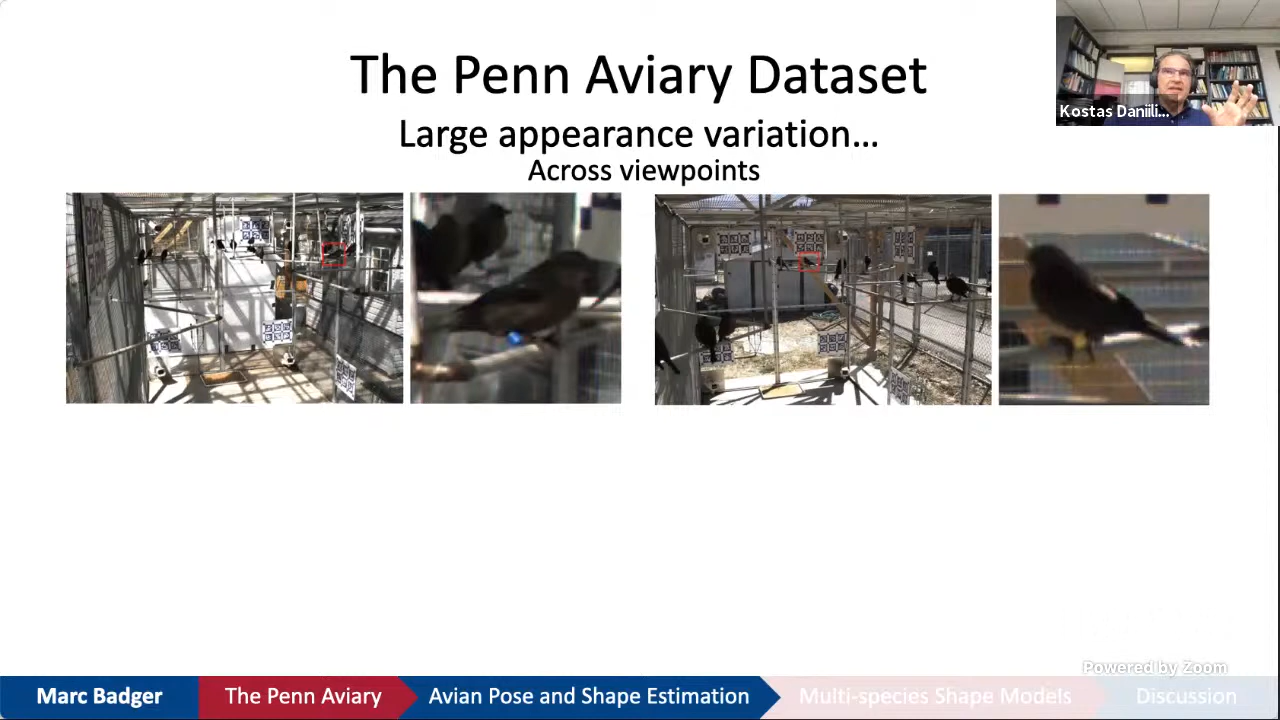 The Penn Aviary Dataset
Kostas Daniili...
Large appearance variation...
Across viewpoints
Powered by Zoom
Marc Badger
The Penn Aviary
Avian Pose and Shape Estimation
Multi-species Shape Models
Discussion